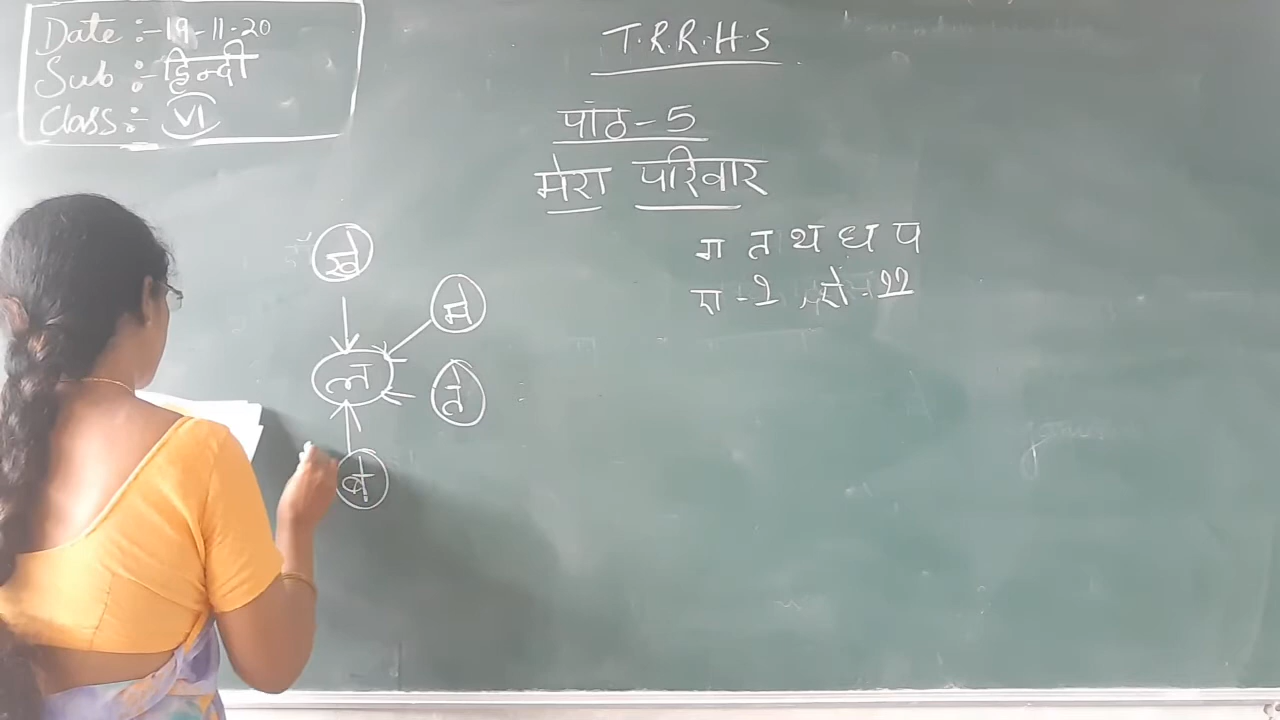 Date :- 19-11-20
Sub :- हिन्दी
Class :- VI
T.R.R.H.S
पाठ-5
मेरा परिवार
ग त थ ध प
ए - े , ऐ - ै
खे
मे
ल
ते
बे